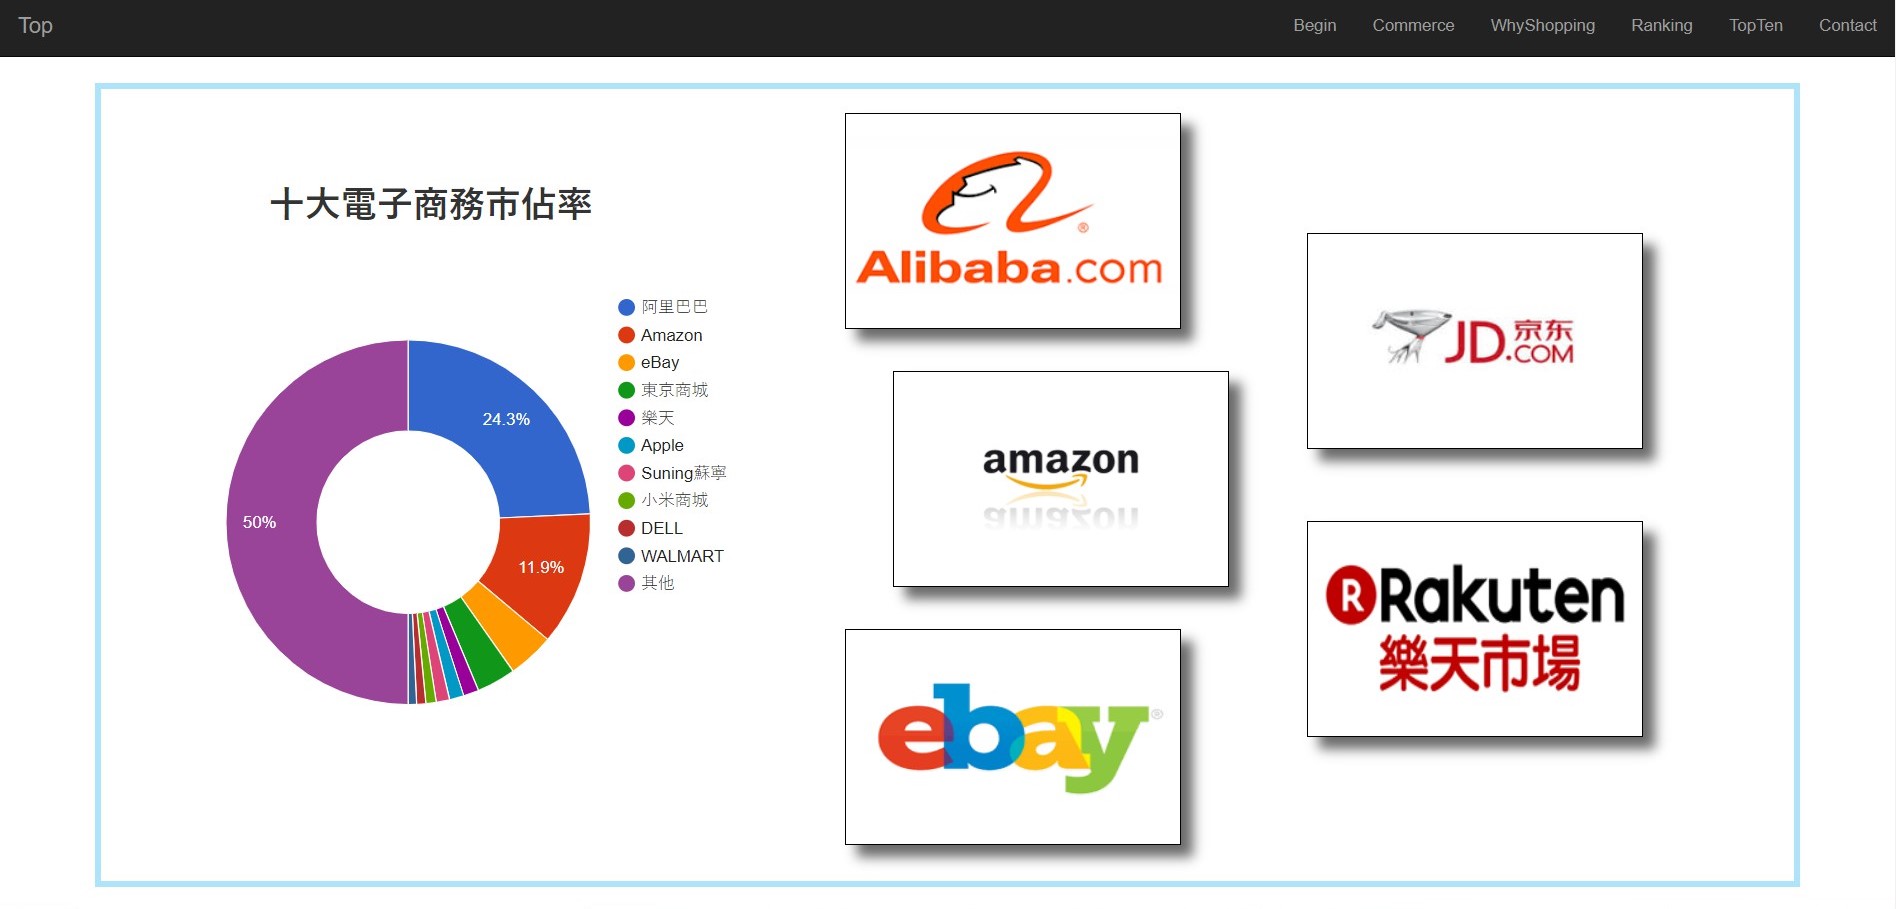 Top
Begin
Commerce
WhyShopping
Ranking
TopTen
Contact
十大電子商務市佔率
阿里巴巴
Amazon
eBay
東京商城
樂天
Apple
Suning蘇寧
小米商城
DELL
WALMART
其他
24.3%
11.9%
50%
®
Alibaba.com
amazon
ebay®
JD.京东
.COM
R Rakuten
樂天市場